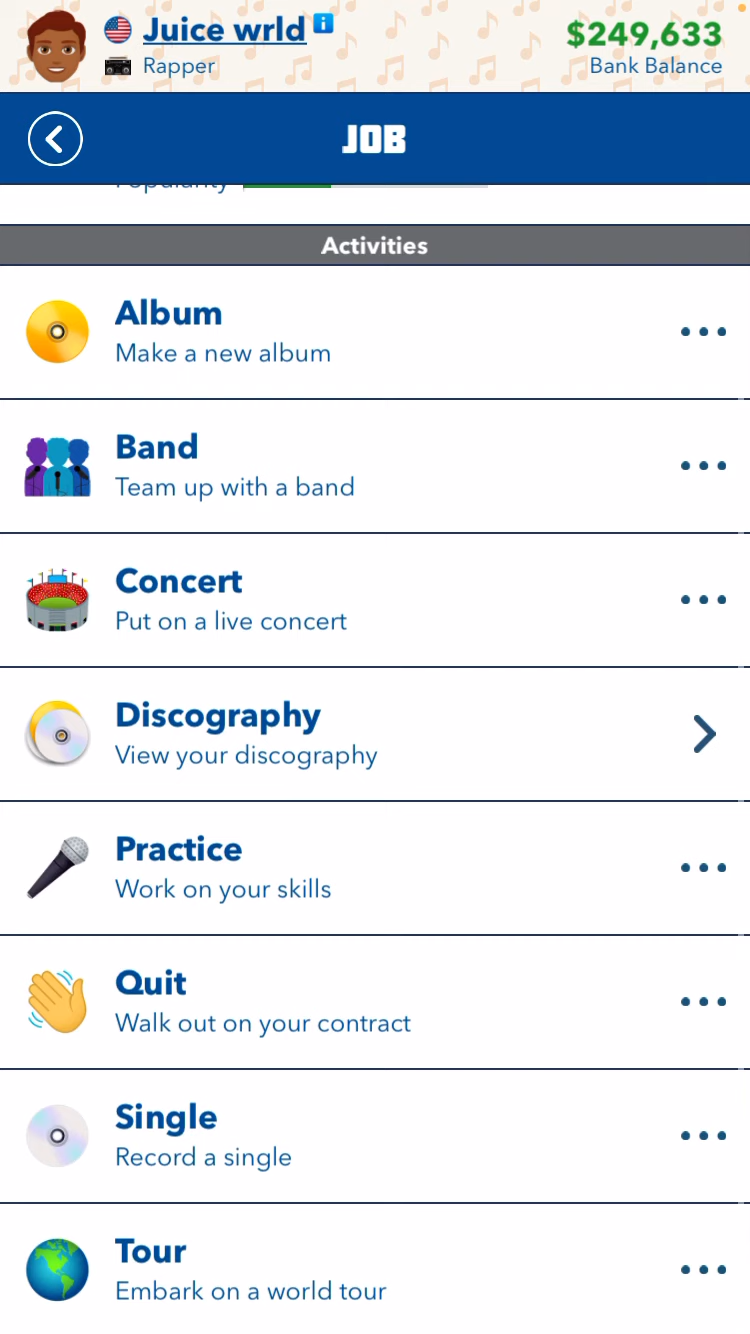 Juice wrld
$249,633
Rapper
Bank Balance
JOB
Popularity
Activities
Album
Make a new album
Band
Team up with a band
Concert
Put on a live concert
Discography
View your discography
Practice
Work on your skills
Quit
Walk out on your contract
Single
Record a single
Tour
Embark on a world tour